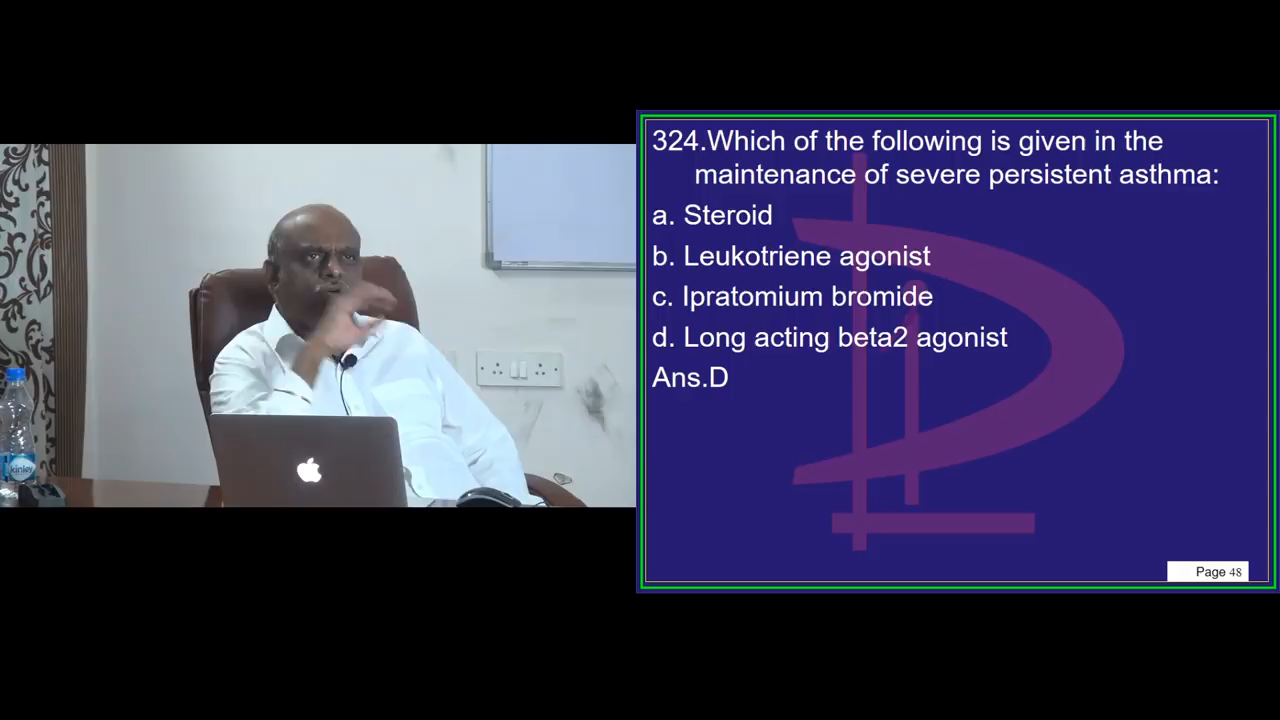 324.Which of the following is given in the
maintenance of severe persistent asthma:
a. Steroid
b. Leukotriene agonist
c. Ipratomium bromide
d. Long acting beta2 agonist
Ans.D
Page 48
kinley